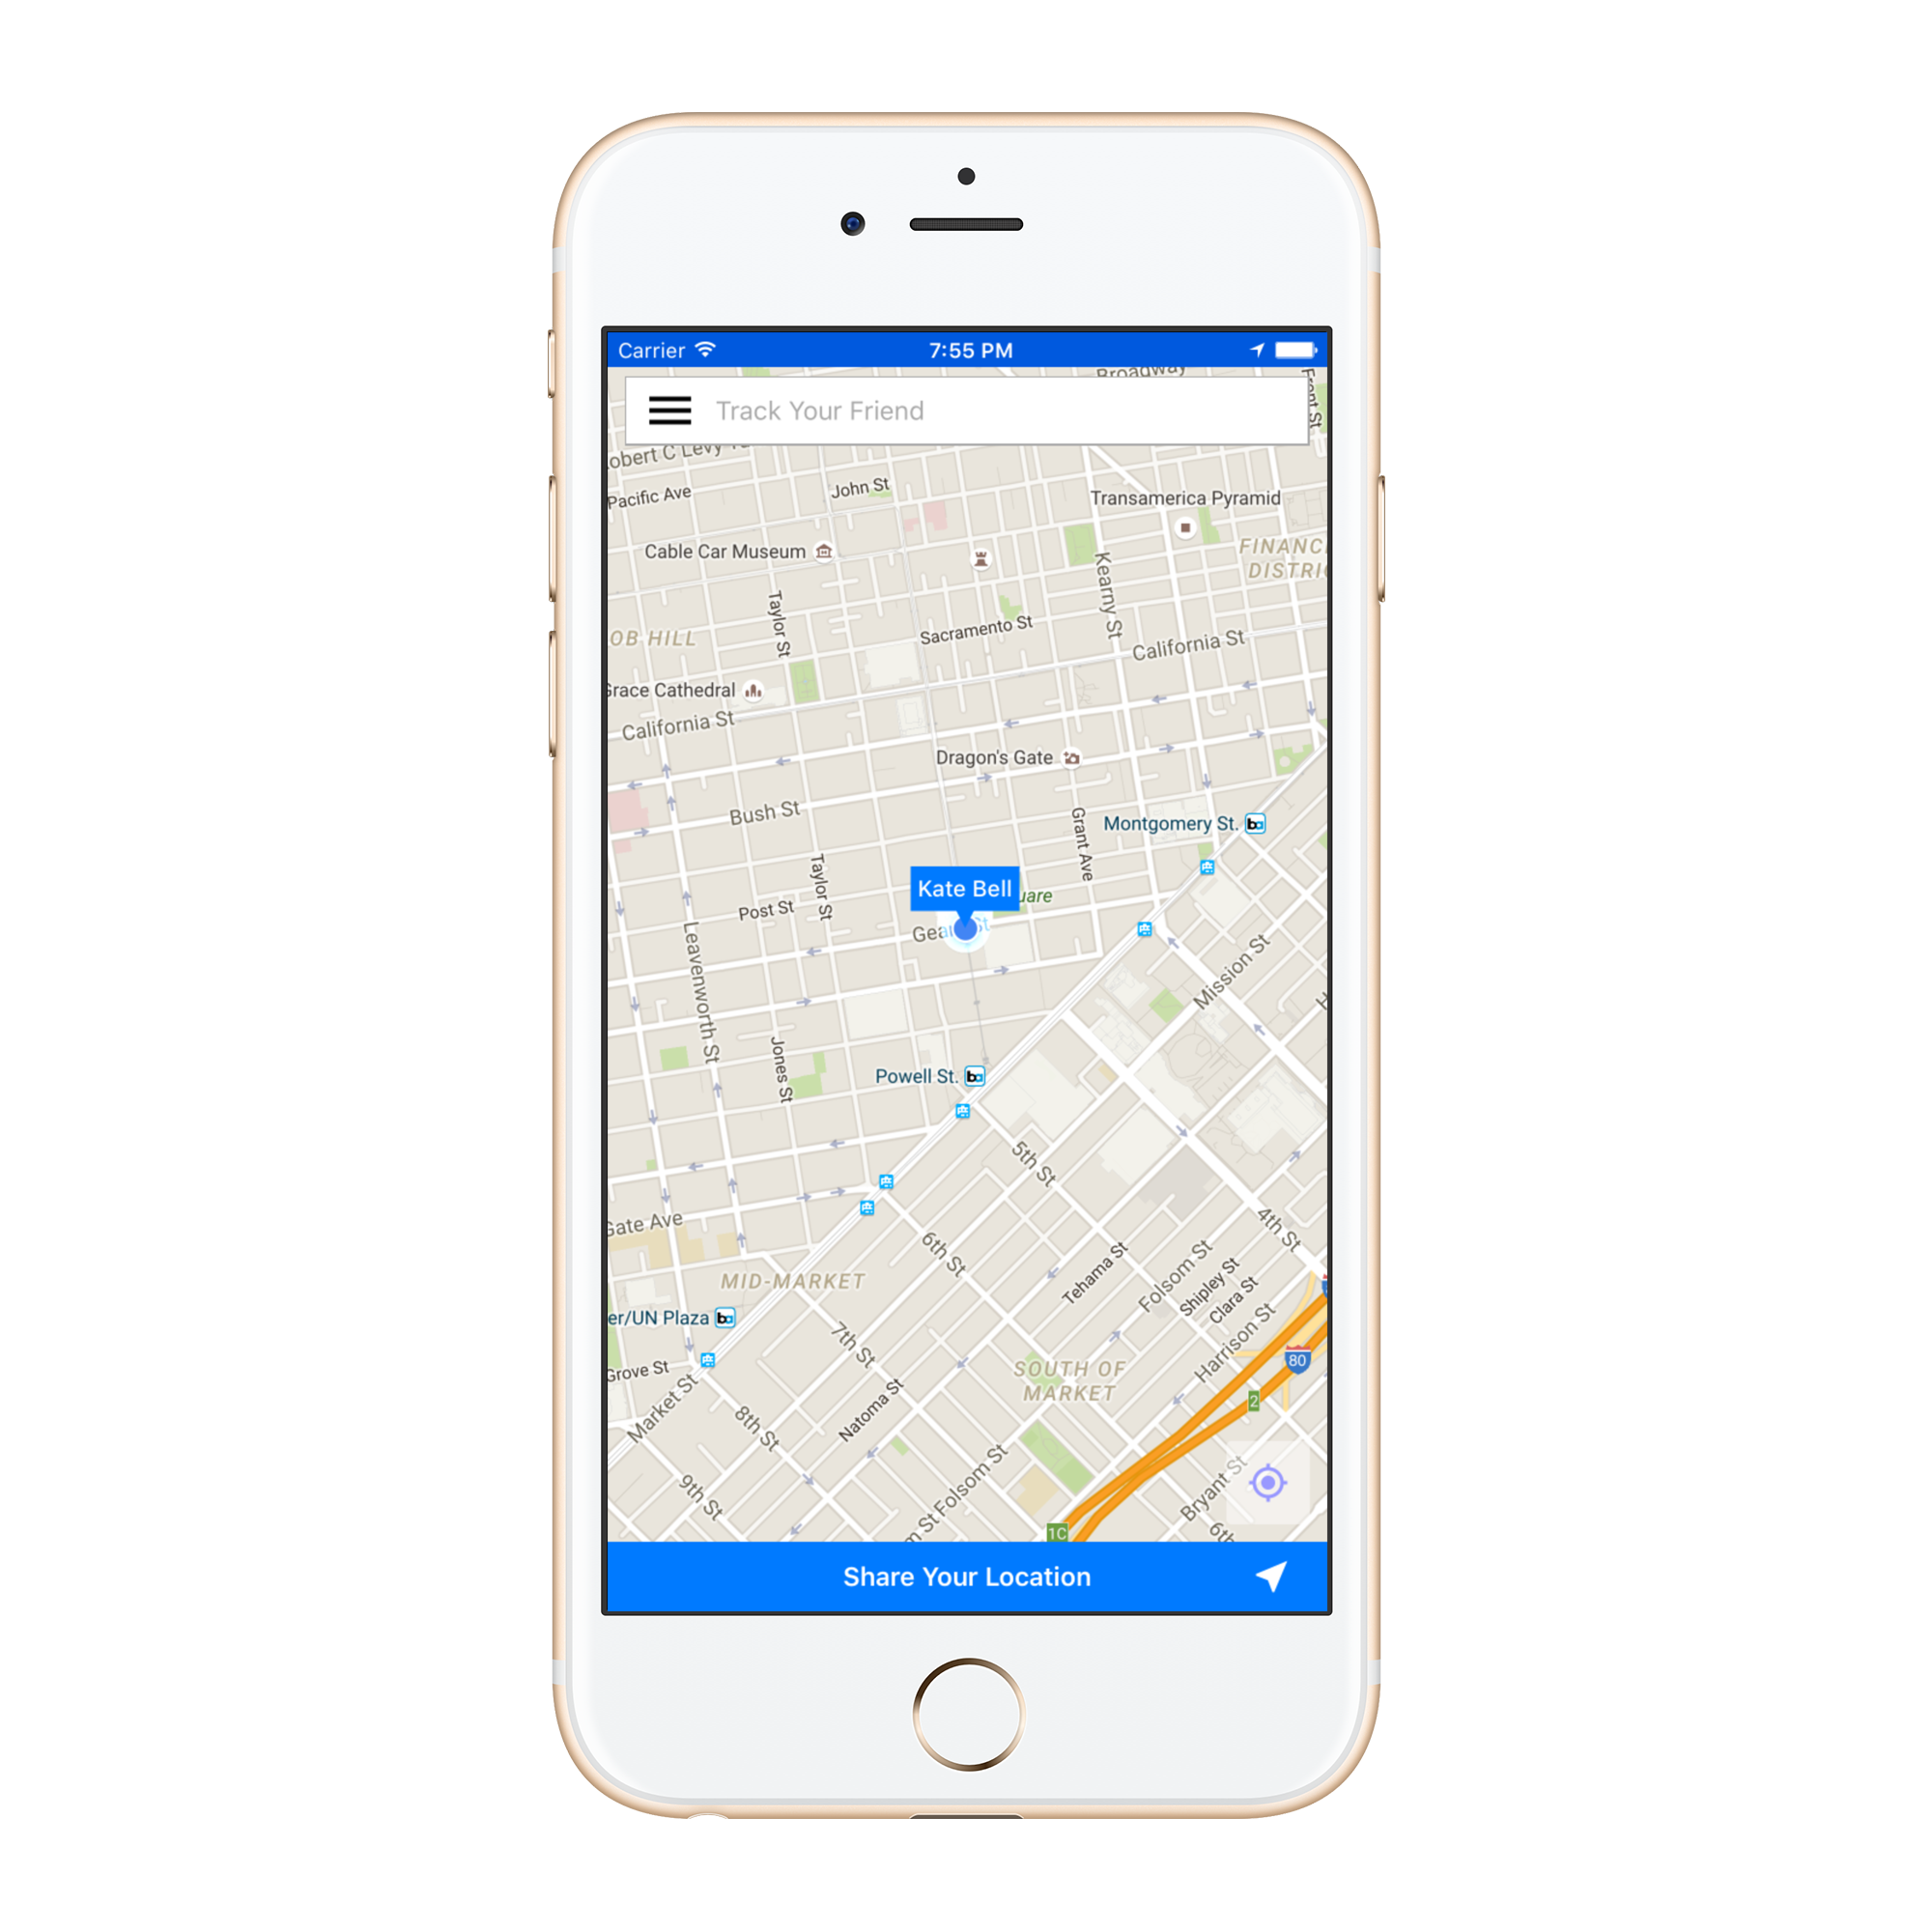 Carrier
7:55 PM
Broadway
Front St
Track Your Friend
obert C Levy
Pacific Ave
John St
Transamerica Pyramid
Cable Car Museum
FINANC
DISTRI
Kearny St
Taylor St
Sacramento St
OB HILL
California St
Grace Cathedral
California St
Dragon's Gate
Bush St
Grant Ave
Montgomery St.
Taylor St
Kate Bell
uare
Post St
Gea St
Leavenworth St
Mission St
Jones St
Powell St.
5th St
Gate Ave
4th St
6th St
Tehama St
Folsom St
Shipley St
Clara St
MID-MARKET
Harrison St
er/UN Plaza
7th St
80
Grove St
SOUTH OF
MARKET
Market St
Natoma St
2
8th St
Folsom St
Bryant St
9th St
m St
1C
6th
Share Your Location